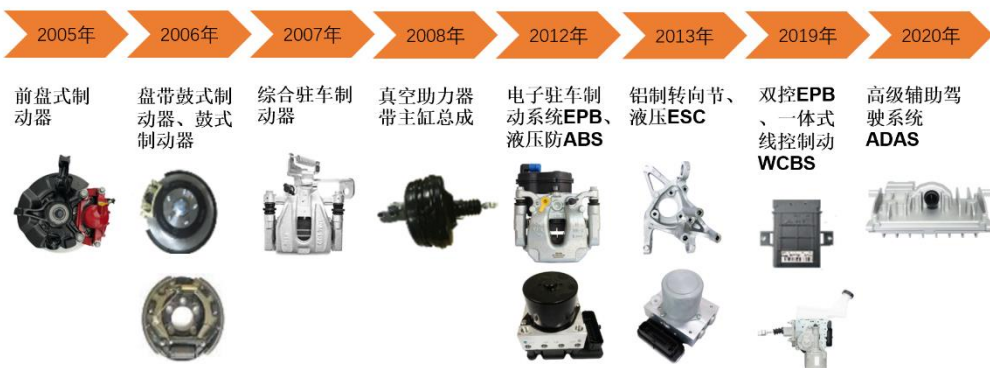 2005年
2006年
2007年
2008年
2012年
2013年
2019年
2020年
前盘式制
动器
盘带鼓式制
动器、鼓式
制动器
综合驻车制
动器
真空助力器
带主缸总成
电子驻车制
动系统EPB、
液压防ABS
铝制转向节、
液压ESC
双控EPB
、一体式
线控制动
WCBS
高级辅助驾
驶系统
ADAS